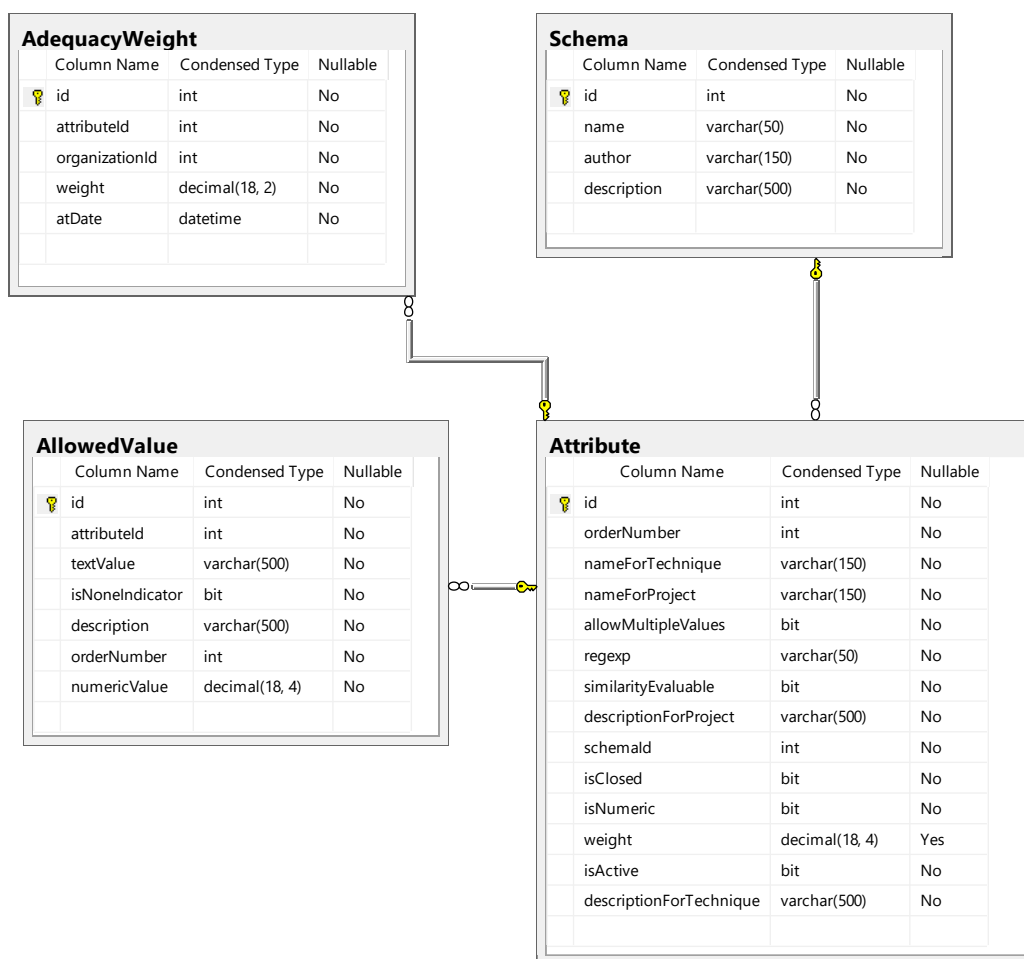 AdequacyWeight
Column Name Condensed Type Nullable
id int No
attributeId int No
organizationId int No
weight decimal(18, 2) No
atDate datetime No
Schema
Column Name Condensed Type Nullable
id int No
name varchar(50) No
author varchar(150) No
description varchar(500) No
AllowedValue
Column Name Condensed Type Nullable
id int No
attributeId int No
textValue varchar(500) No
isNoneIndicator bit No
description varchar(500) No
orderNumber int No
numericValue decimal(18, 4) No
Attribute
Column Name Condensed Type Nullable
id int No
orderNumber int No
nameForTechnique varchar(150) No
nameForProject varchar(150) No
allowMultipleValues bit No
regexp varchar(50) No
similarityEvaluable bit No
descriptionForProject varchar(500) No
schemaId int No
isClosed bit No
isNumeric bit No
weight decimal(18, 4) Yes
isActive bit No
descriptionForTechnique varchar(500) No